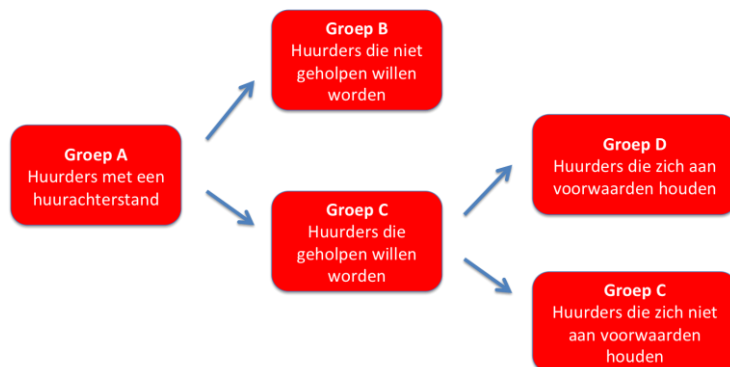 Groep B
Huurders die niet
geholpen willen
worden
Groep A
Huurders met een
huurachterstand
Groep C
Huurders die
geholpen willen
worden
Groep D
Huurders die zich aan
voorwaarden houden
Groep C
Huurders die zich niet
aan voorwaarden
houden